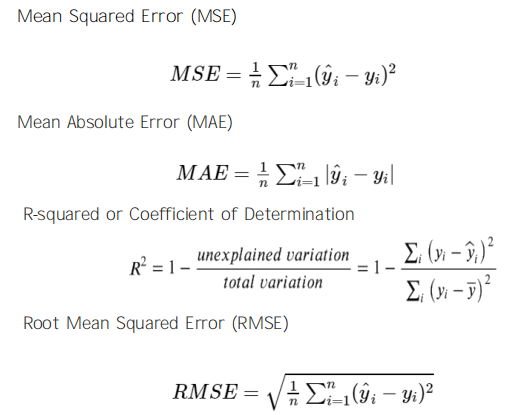 Mean Squared Error (MSE)
MSE = \frac{1}{n} \sum_{i=1}^{n} (\hat{y}_i - y_i)^2
Mean Absolute Error (MAE)
MAE = \frac{1}{n} \sum_{i=1}^{n} |\hat{y}_i - y_i|
R-squared or Coefficient of Determination
R^2 = 1 - \frac{unexplained variation}{total variation} = 1 - \frac{\sum_i (y_i - \hat{y}_i)^2}{\sum_i (y_i - \bar{y})^2}
Root Mean Squared Error (RMSE)
RMSE = \sqrt{\frac{1}{n} \sum_{i=1}^{n} (\hat{y}_i - y_i)^2}